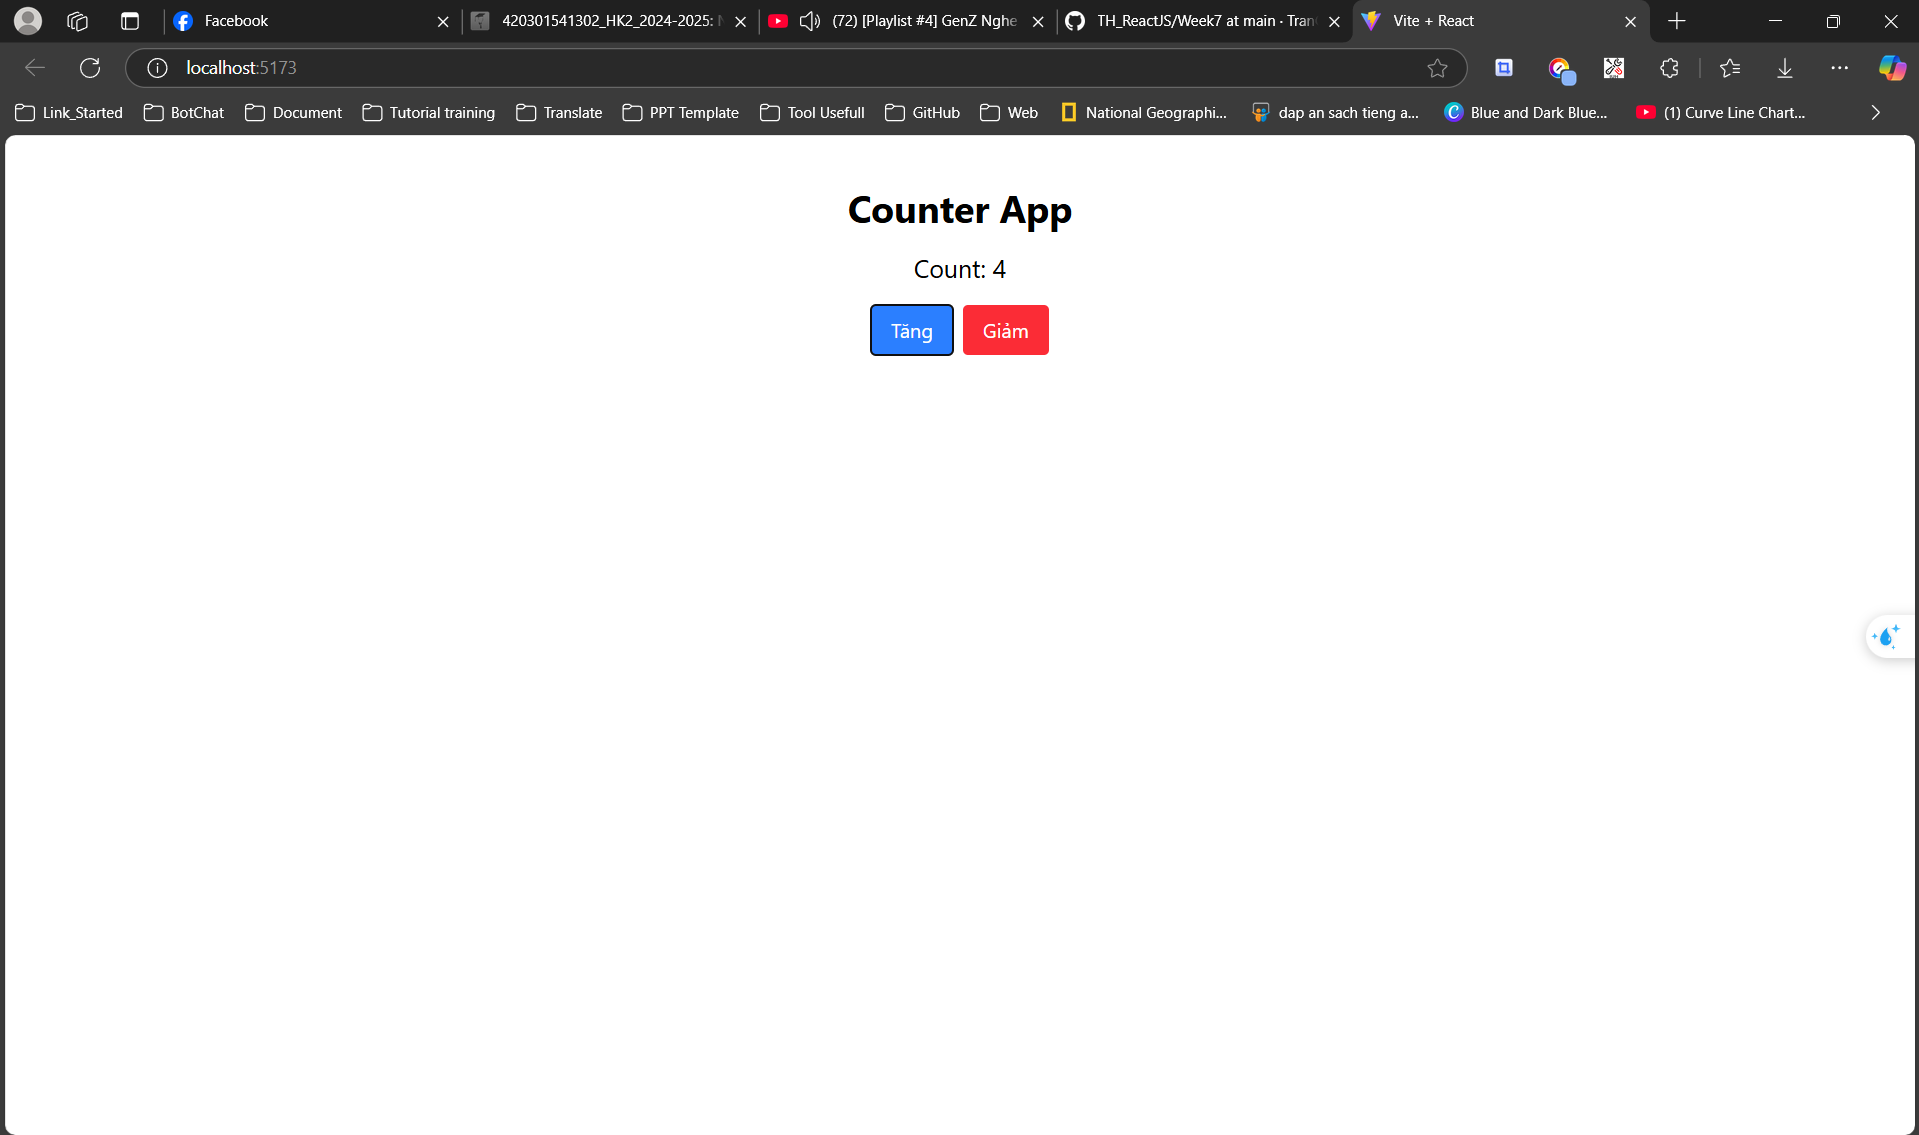 Facebook
420301541302_HK2_2024-2025:
(72) [Playlist #4] GenZ Nghe
TH_ReactJS/Week7 at main · Tran
Vite + React
localhost:5173
Link_Started
BotChat
Document
Tutorial training
Translate
PPT Template
Tool Usefull
GitHub
Web
National Geographi...
dap an sach tieng a...
Blue and Dark Blue...
(1) Curve Line Chart...
Counter App
Count: 4
Tăng
Giảm